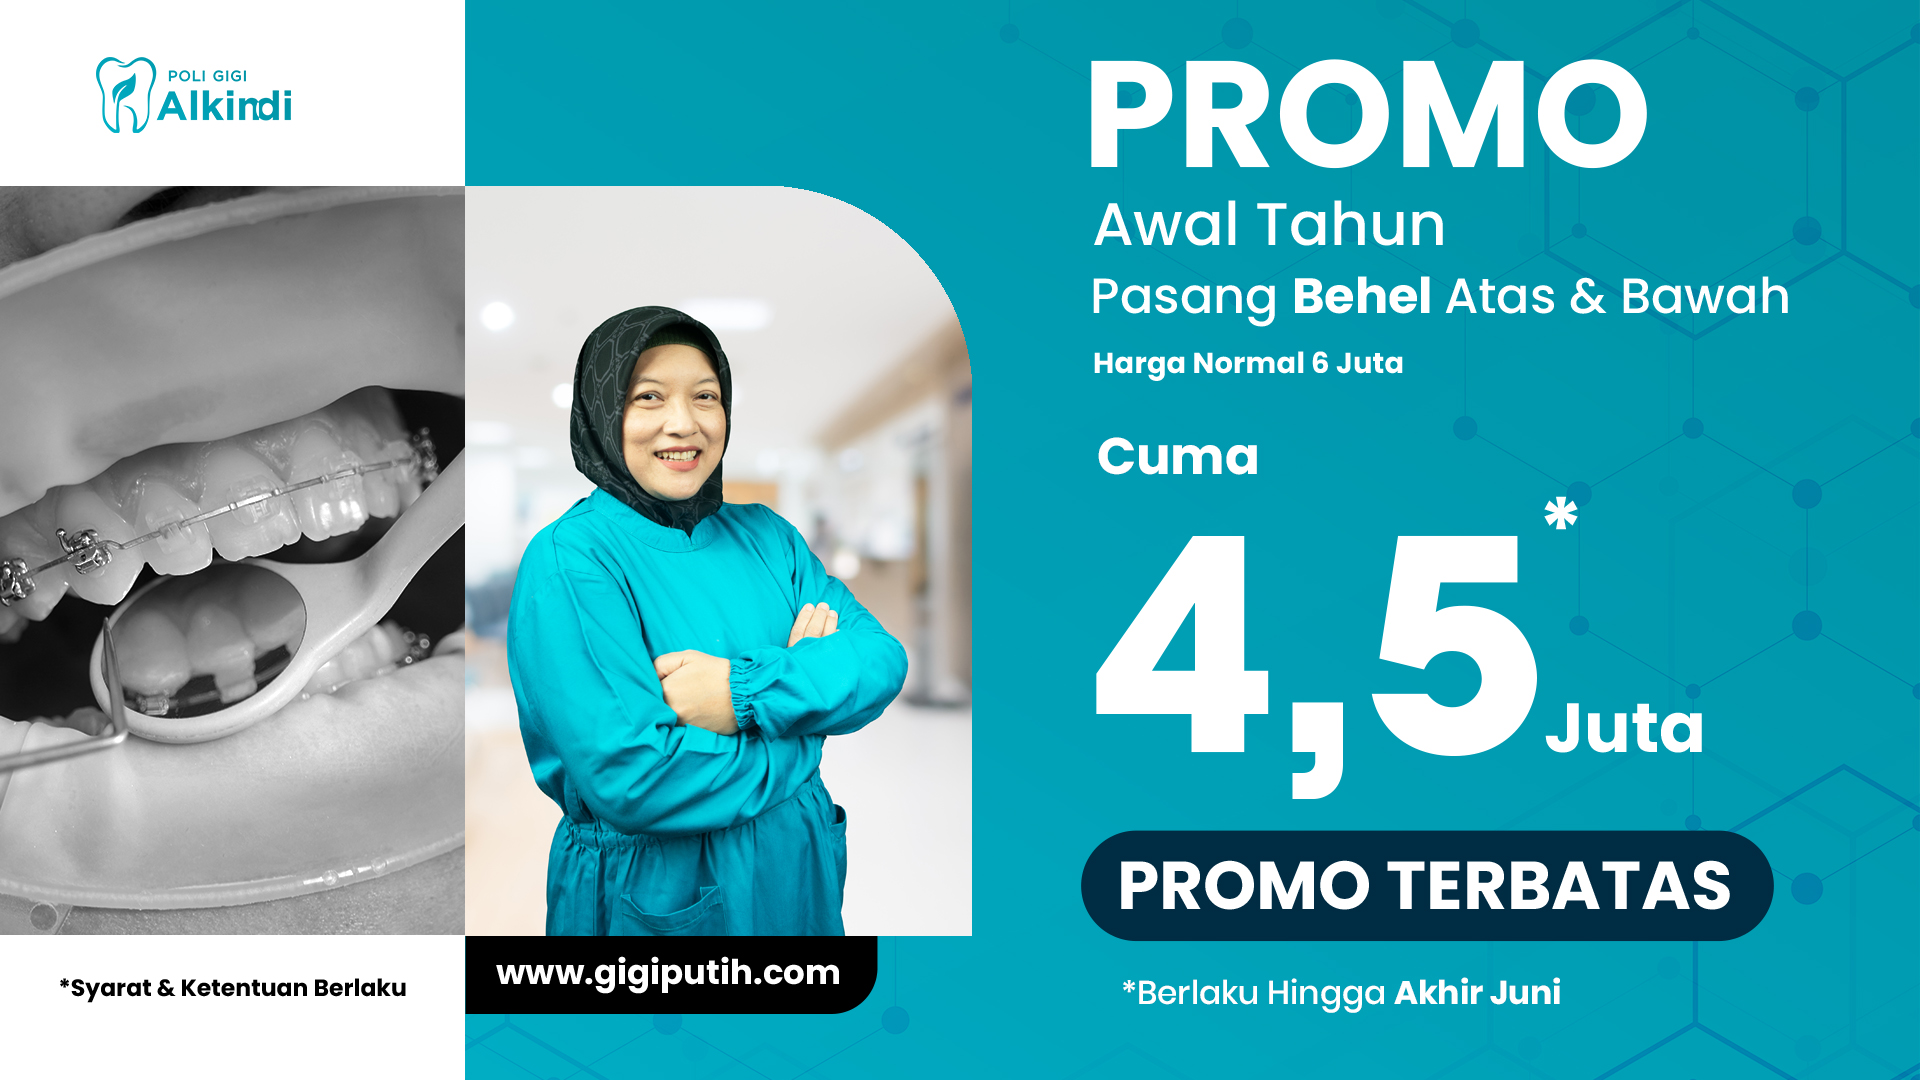 POLI GIGI
Alkindi
PROMO
Awal Tahun
Pasang Behel Atas & Bawah
Harga Normal 6 Juta
Cuma
4,5*
Juta
PROMO TERBATAS
*Berlaku Hingga Akhir Juni
www.gigiputih.com
*Syarat & Ketentuan Berlaku